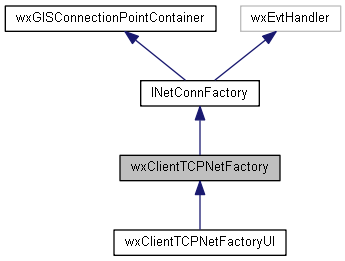 wxGISConnectionPointContainer
wxEvtHandler
INetConnFactory
wxClientTCPNetFactory
wxClientTCPNetFactoryUI